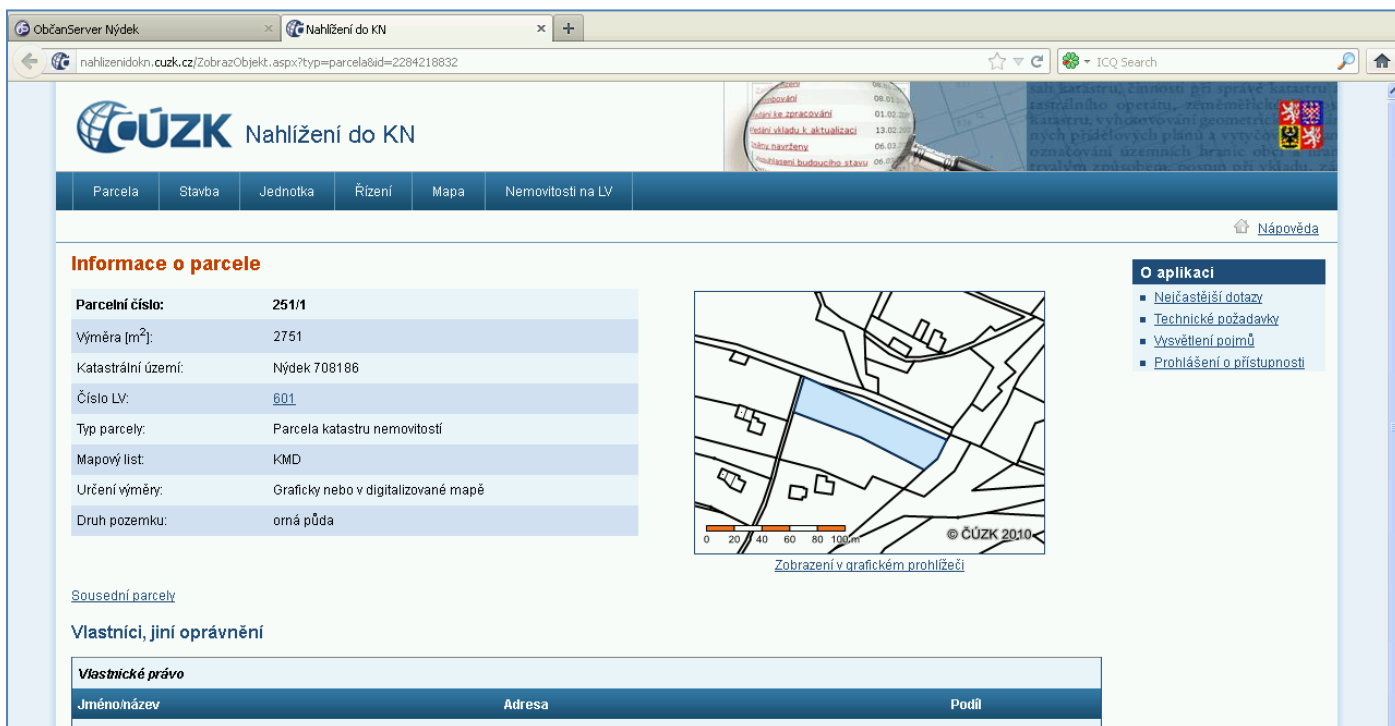 ObčanServer Nýdek × Nahlížení do KN × +
nahlizenidokn.cuzk.cz/ZobrazObjekt.aspx?typ=parcela&id=2284218832 ICQ Search
ČÚZK Nahlížení do KN
Parcela Stavba Jednotka Řízení Mapa Nemovitosti na LV
Nápověda
Informace o parcele
Parcelní číslo: 251/1
Výměra [m2]: 2751
Katastrální území: Nýdek 708186
Číslo LV: 601
Typ parcely: Parcela katastru nemovitostí
Mapový list: KMD
Určení výměry: Graficky nebo v digitalizované mapě
Druh pozemku: orná půda
0 20 40 60 80 100 m
© ČÚZK 2010
Zobrazení v grafickém prohlížeči
O aplikaci
Nejčastější dotazy
Technické požadavky
Vysvětlení pojmů
Prohlášení o přístupnosti
Sousední parcely
Vlastníci, jiní oprávnění
Vlastnické právo
Jméno/název Adresa Podíl